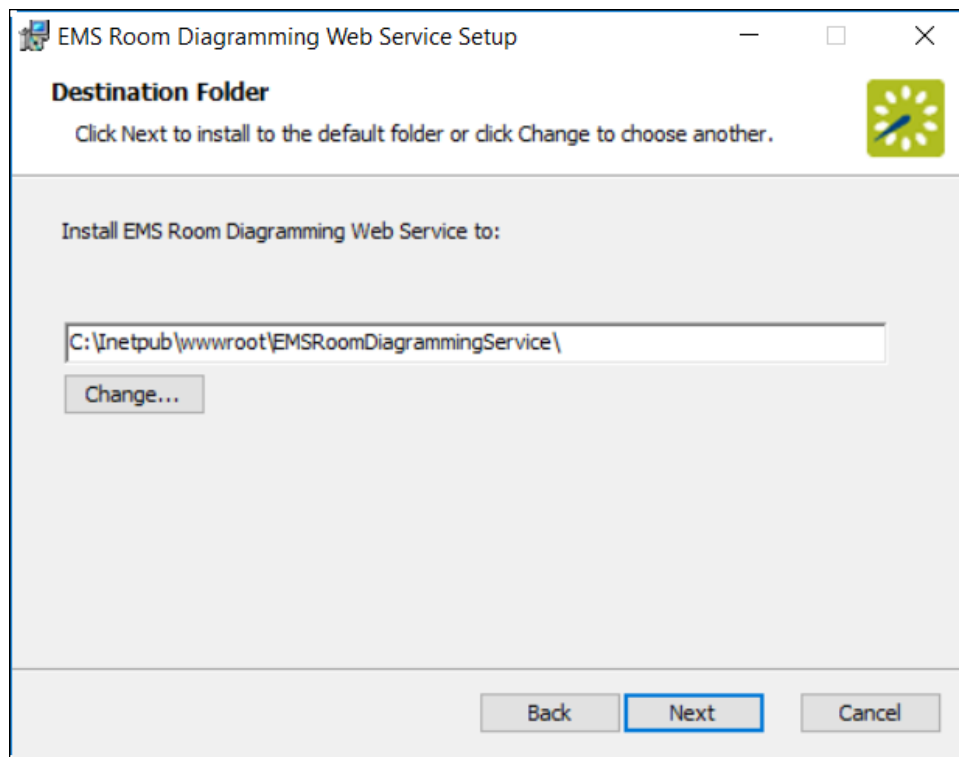 EMS Room Diagramming Web Service Setup
Destination Folder
Click Next to install to the default folder or click Change to choose another.
Install EMS Room Diagramming Web Service to:
C:\Inetpub\wwwroot\EMSRoomDiagrammingService\
Change...
Back Next Cancel